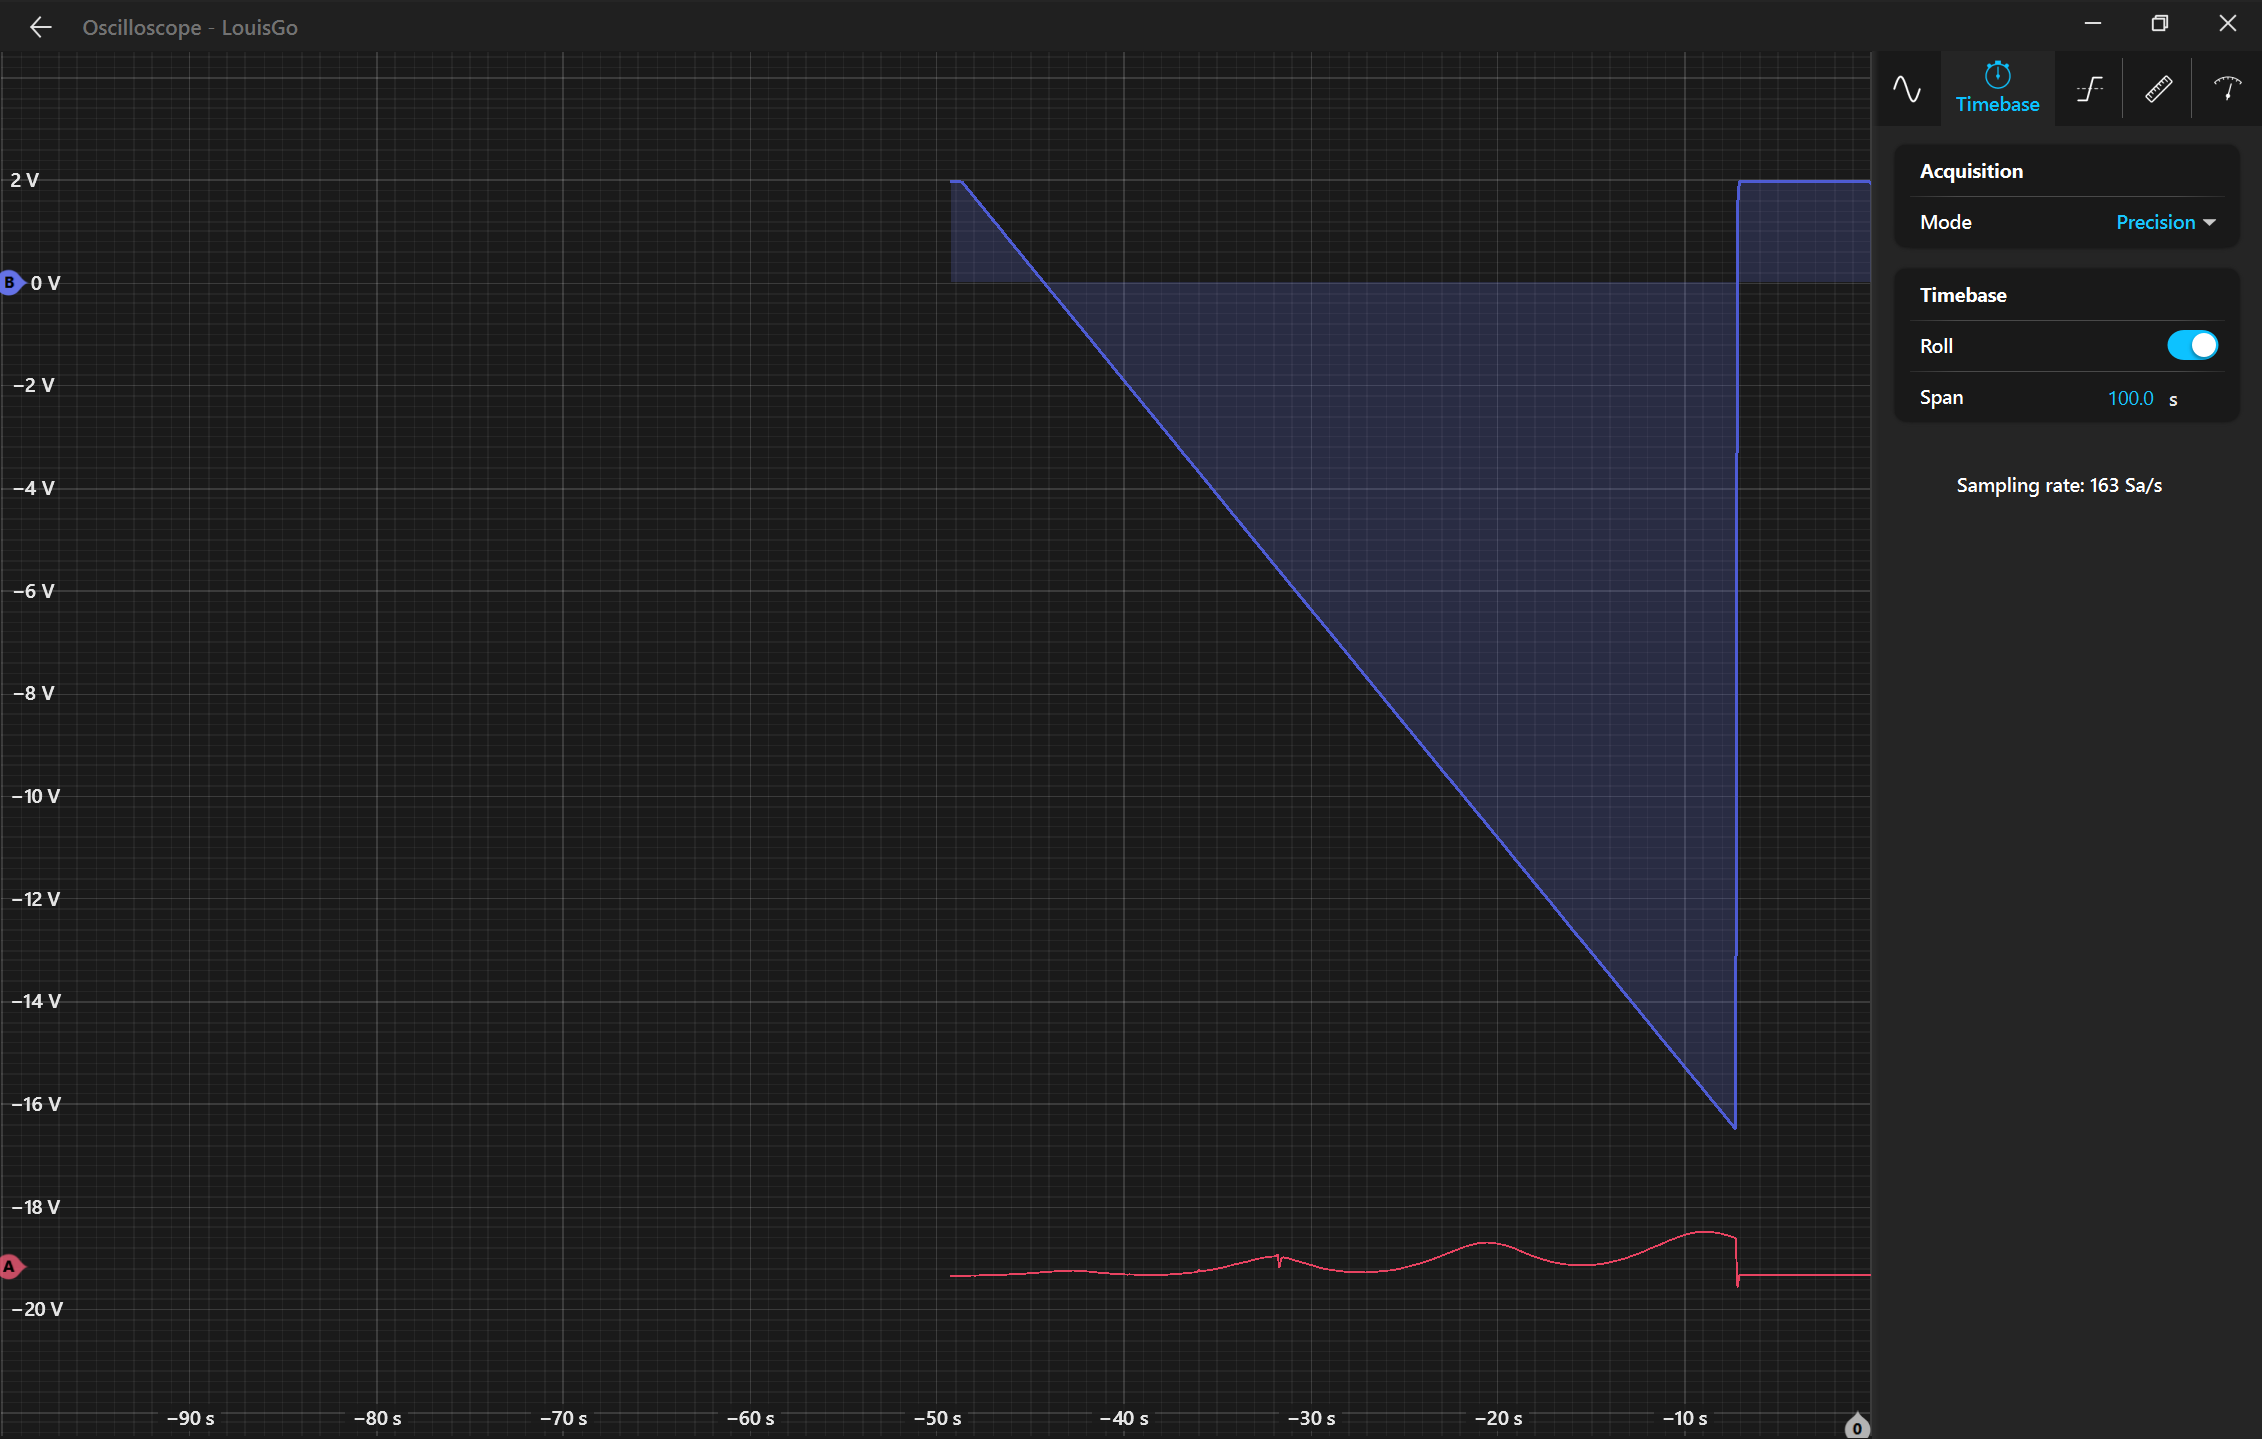 Oscilloscope - LouisGo
Timebase
Acquisition
Mode Precision
Timebase
Roll
Span 100.0 s
Sampling rate: 163 Sa/s
2 V
B 0 V
−2 V
−4 V
−6 V
−8 V
−10 V
−12 V
−14 V
−16 V
−18 V
A
−20 V
−90 s −80 s −70 s −60 s −50 s −40 s −30 s −20 s −10 s 0